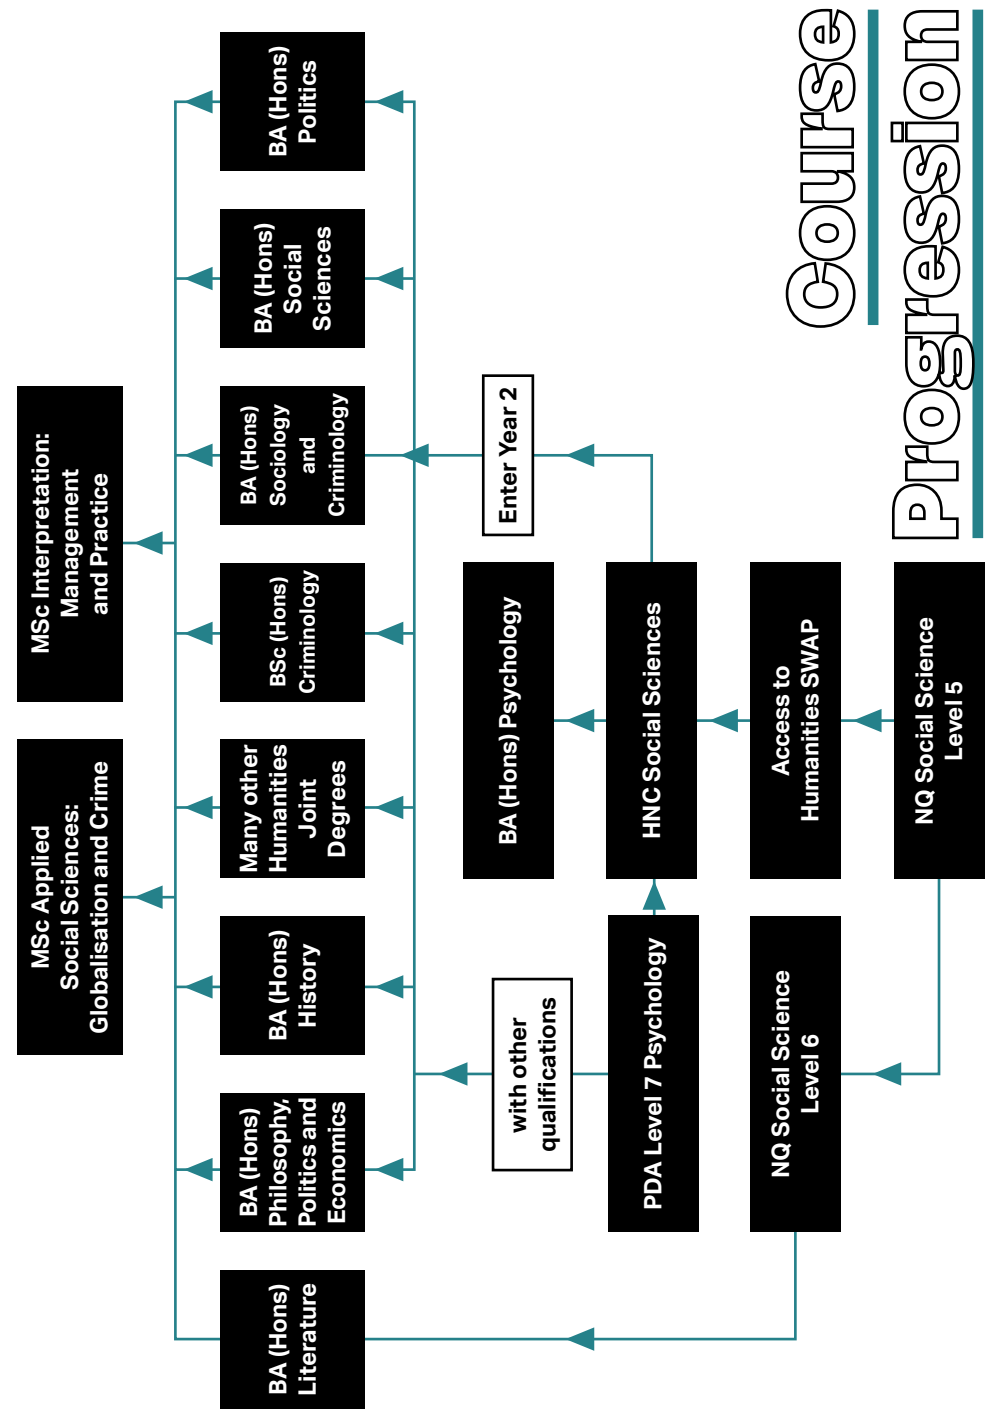 Course
Progression
MSc Applied
Social Sciences:
Globalisation and Crime
MSc Interpretation:
Management
and Practice
BA (Hons)
Literature
BA (Hons)
Philosophy,
Politics and
Economics
BA (Hons)
History
Many other
Humanities
Joint
Degrees
BSc (Hons)
Criminology
BA (Hons)
Sociology
and
Criminology
BA (Hons)
Social
Sciences
BA (Hons)
Politics
with other
qualifications
BA (Hons) Psychology
Enter Year 2
PDA Level 7 Psychology
HNC Social Sciences
NQ Social Science
Level 6
Access to
Humanities SWAP
NQ Social Science
Level 5